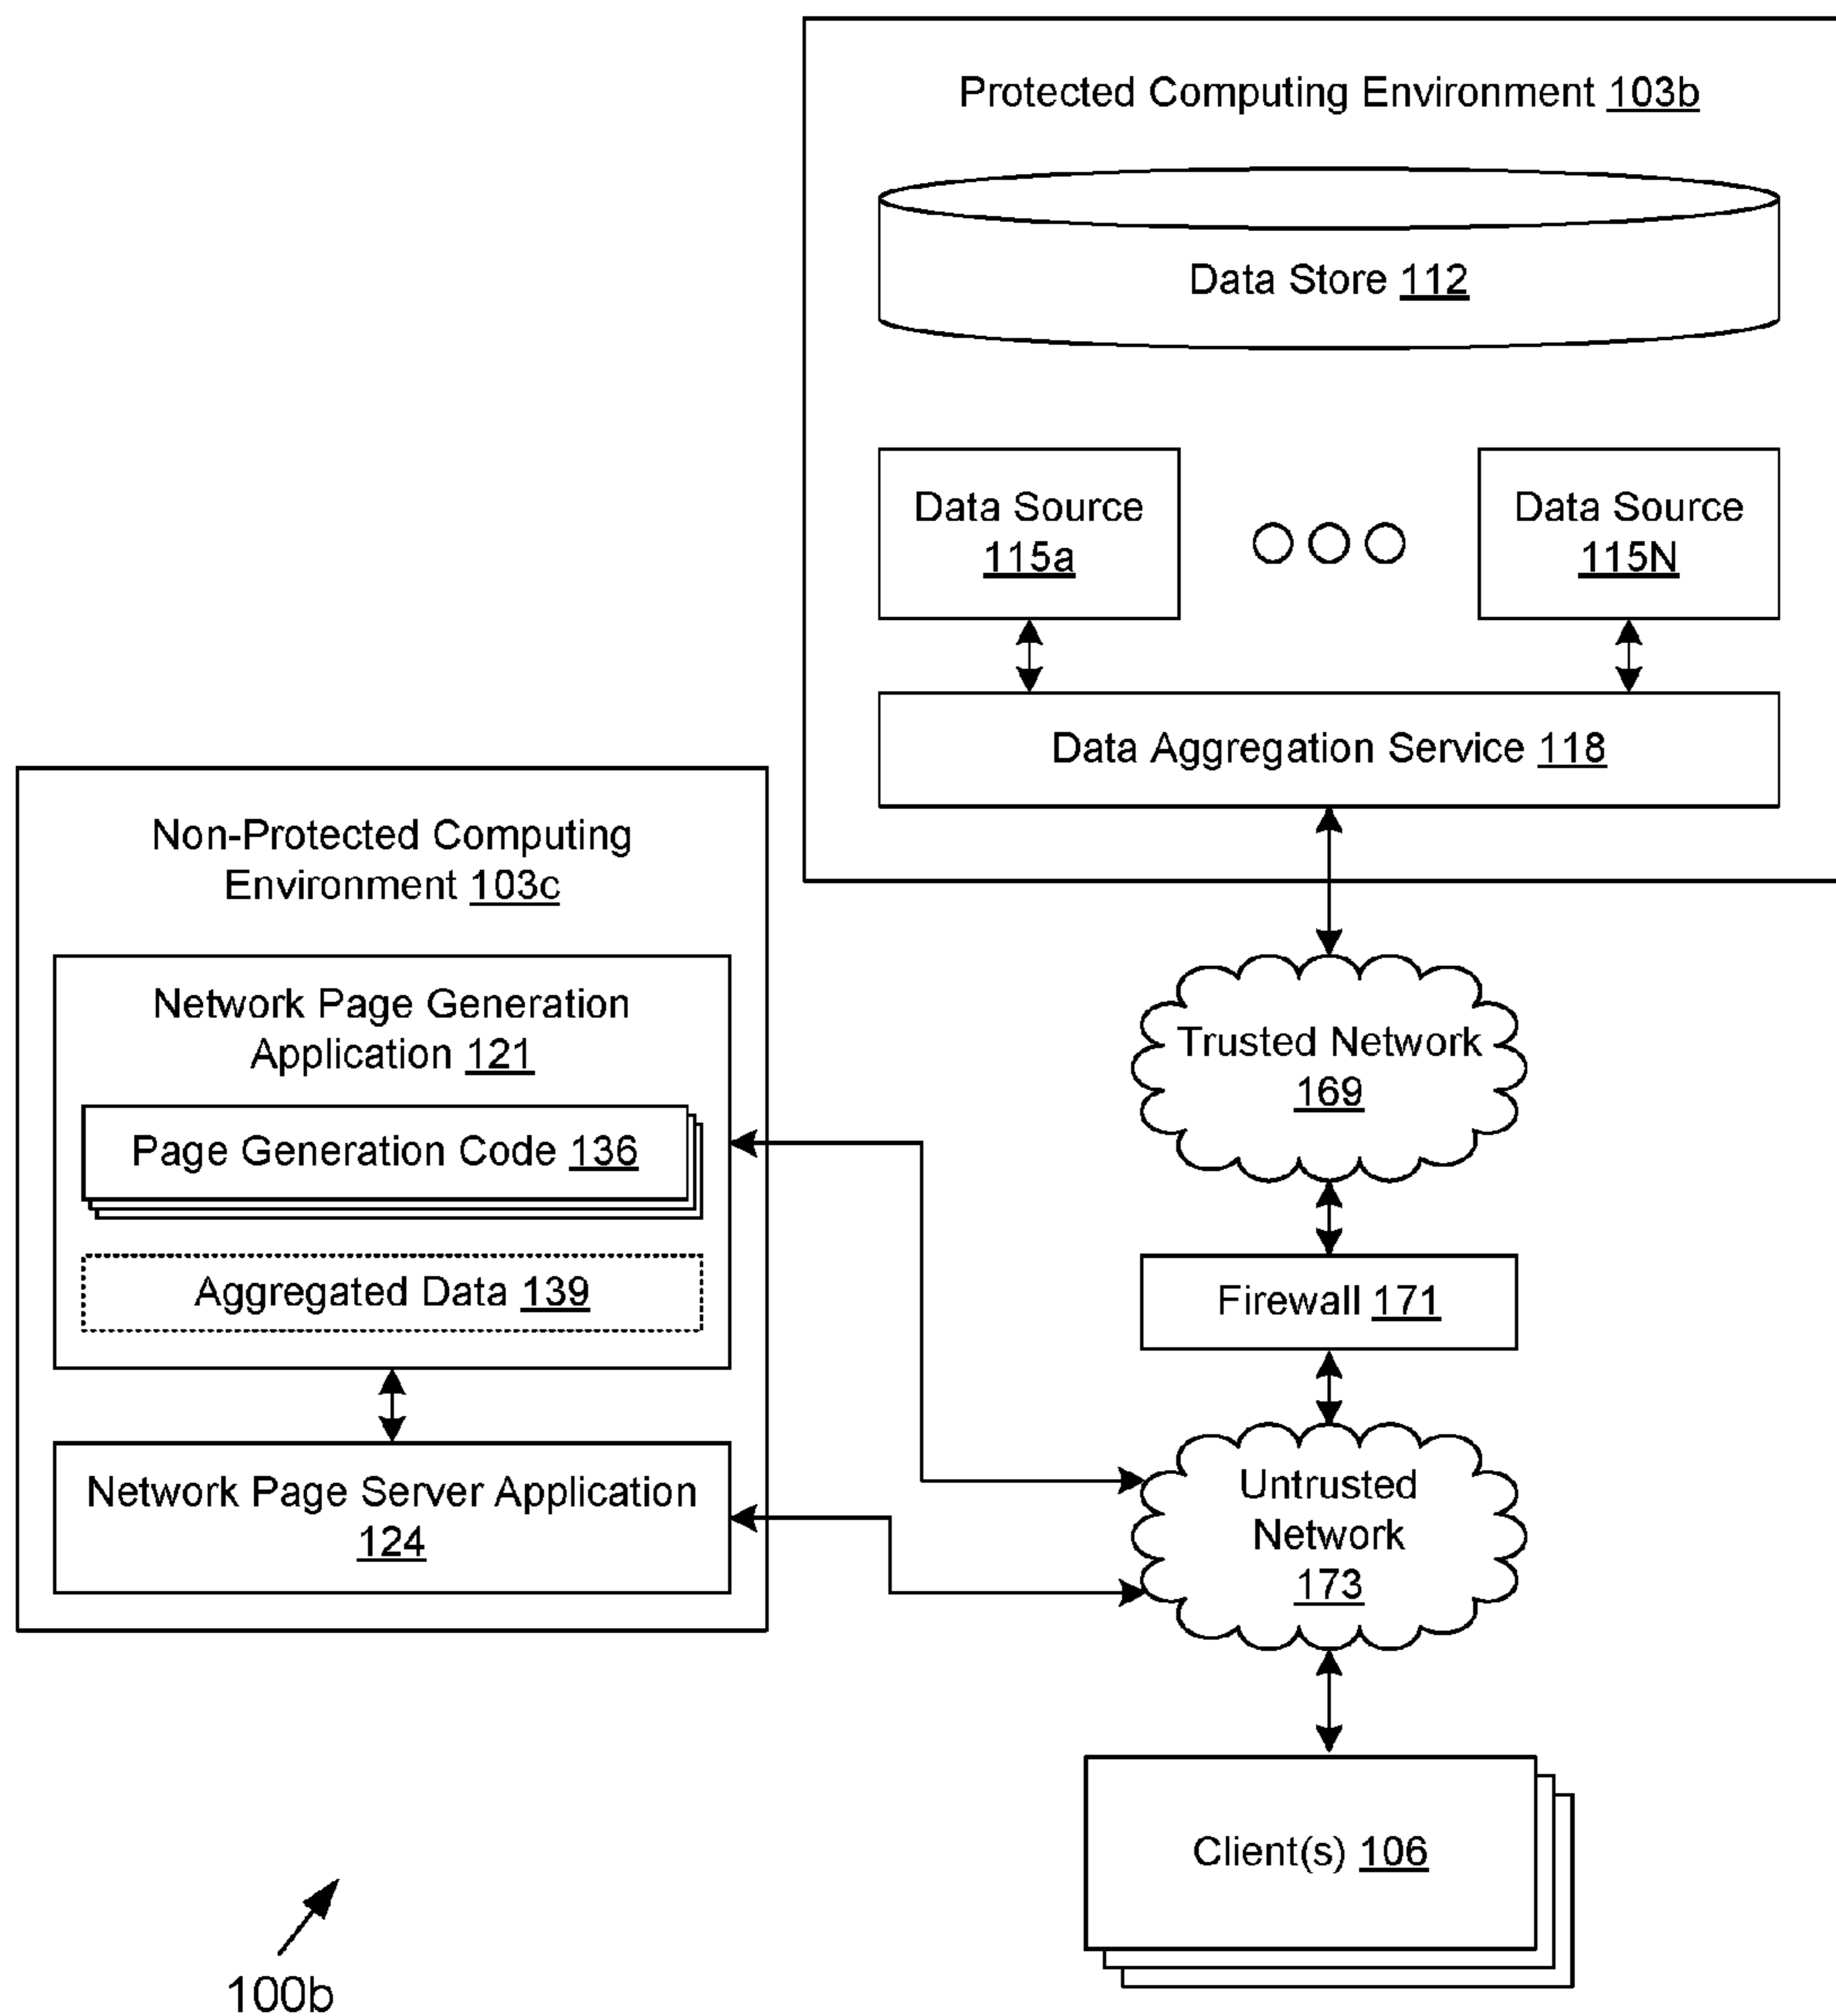 Protected Computing Environment 103b
Data Store 112
Data Source
115a
Data Source
115N
Data Aggregation Service 118
Non-Protected Computing
Environment 103c
Network Page Generation
Application 121
Page Generation Code 136
Aggregated Data 139
Network Page Server Application
124
Trusted Network
169
Firewall 171
Untrusted
Network
173
Client(s) 106
100b